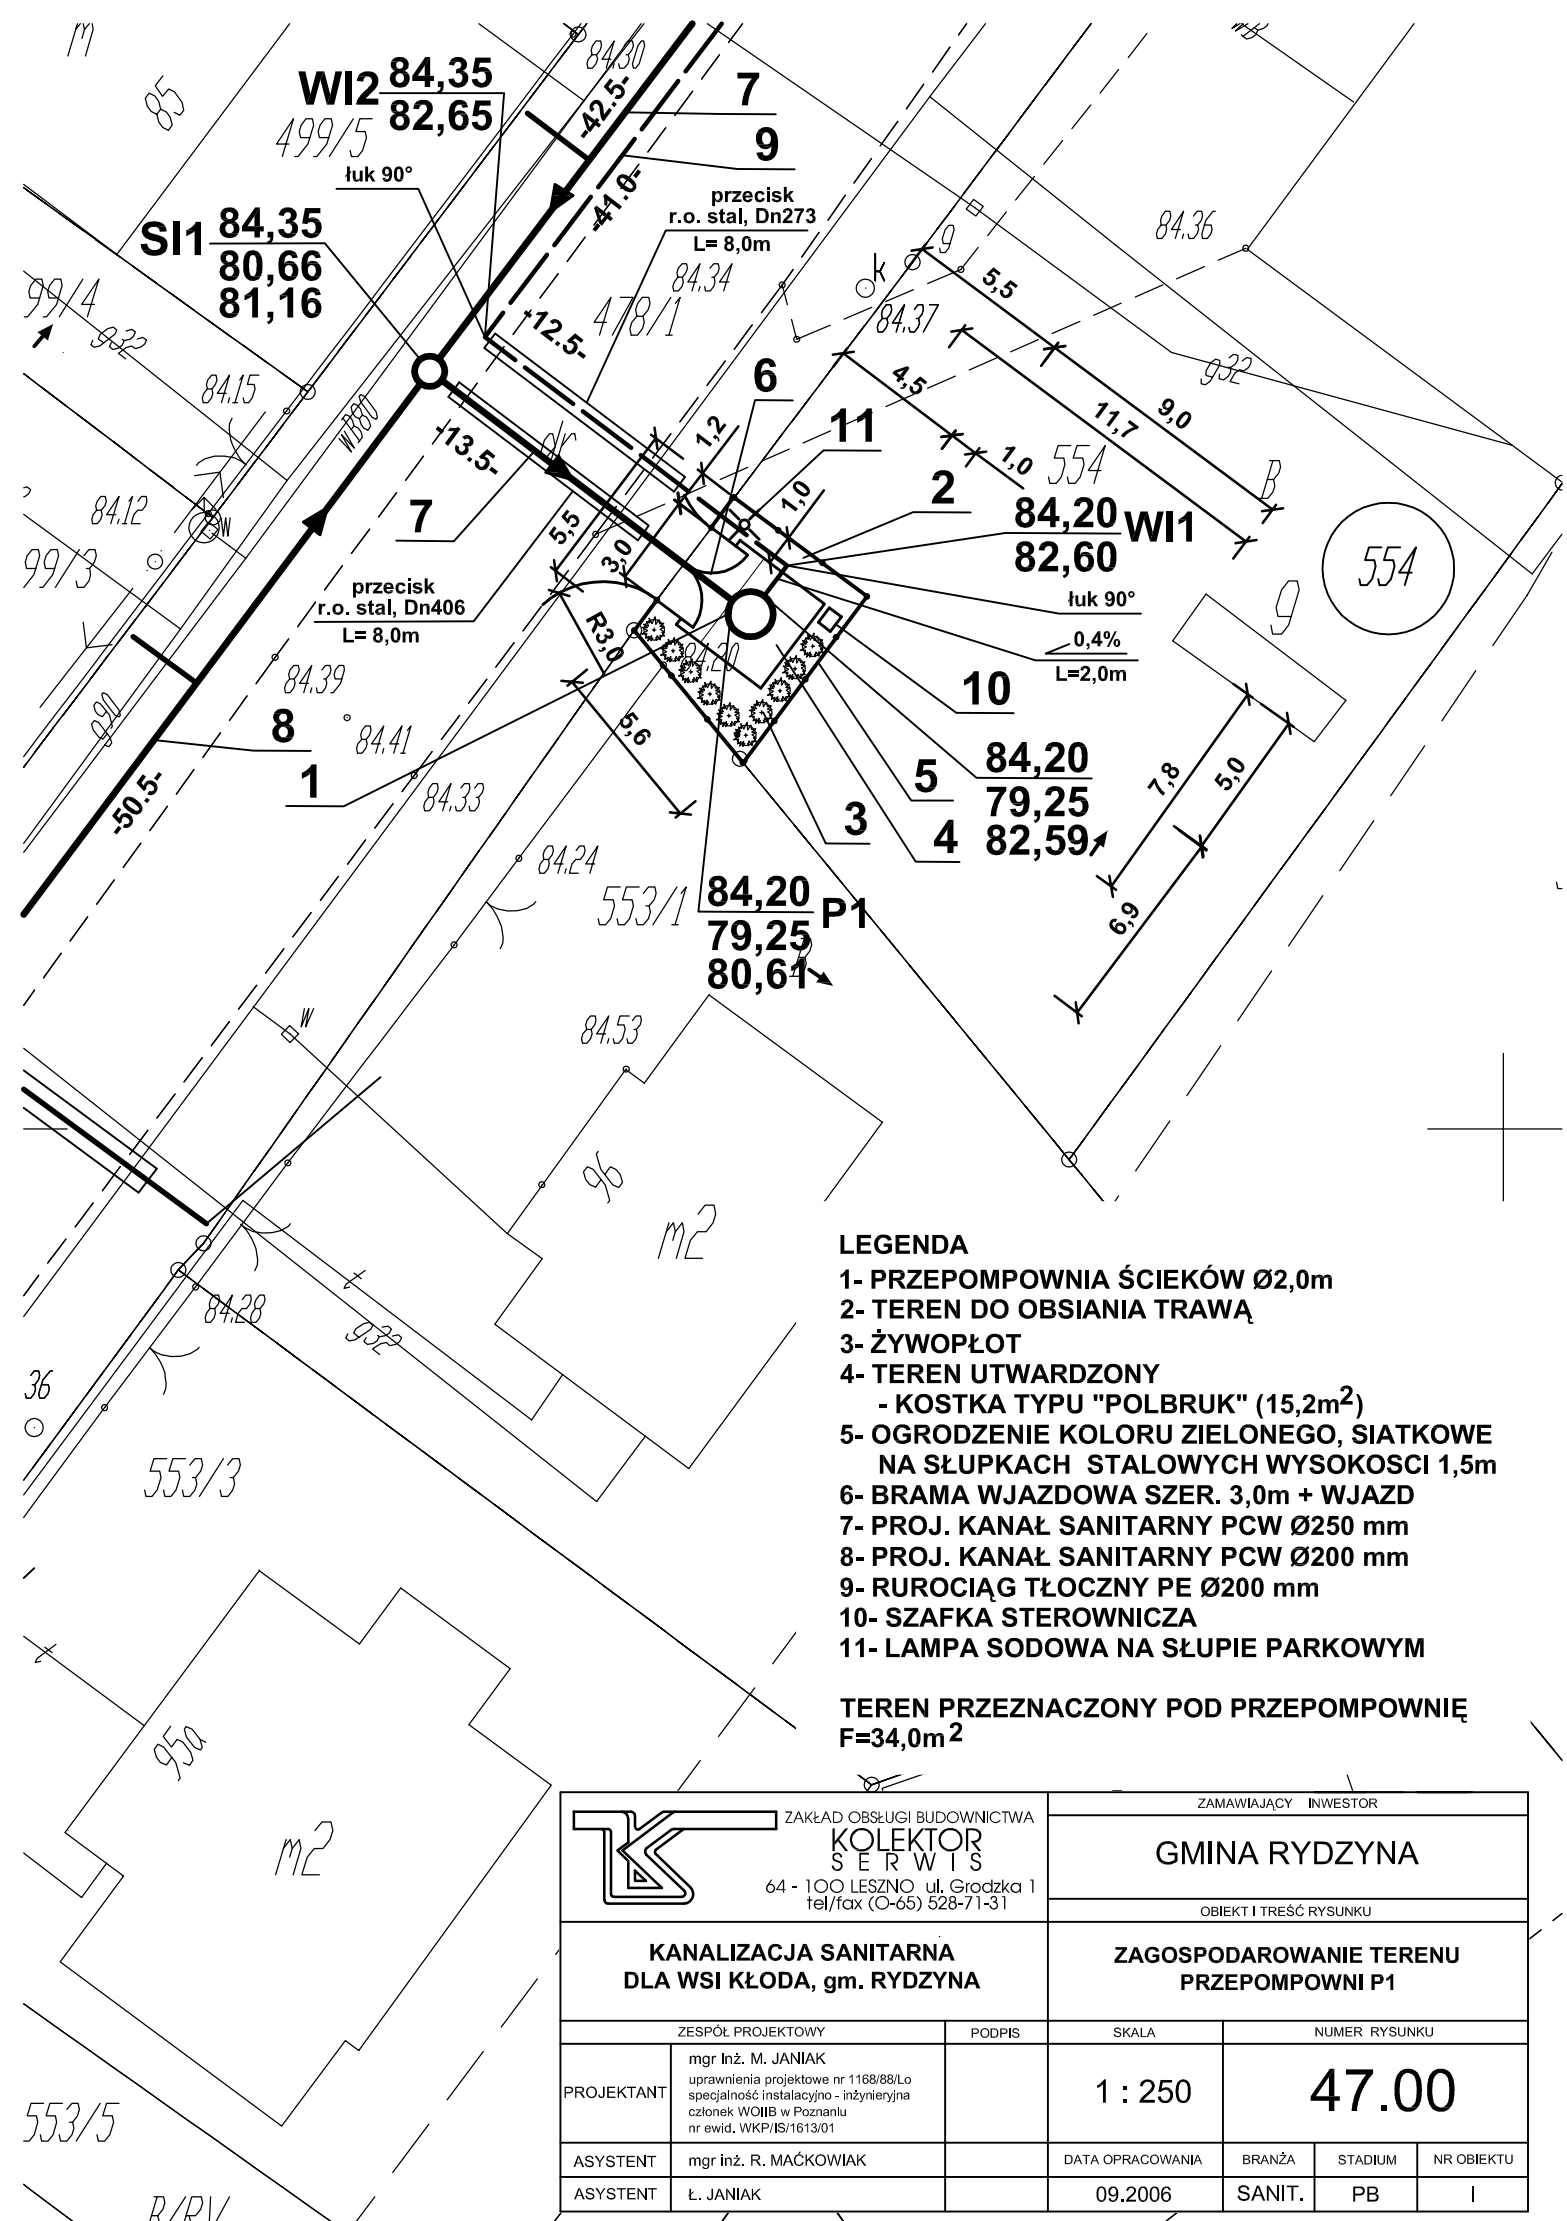 m
85
84.30
WI2 84,35
82,65
-42.5-
7
499/5
9
łuk 90°
-41.0-
przecisk
r.o. stal, Dn273
L= 8,0m
SI1 84,35
80,66
81,16
84.36
9
k
5,5
84.34
99/4
g32
478/1
84.37
-12.5-
g32
84.15
wB80
6
4,5
11,7
9,0
11
1,2
-13.5-
1,0
554
B
2
84.12
w
7
5,5
1,0
84,20 WI1
82,60
3,0
554
99/3
przecisk
r.o. stal, Dn406
L= 8,0m
łuk 90°
g
R3,0
0,4%
L=2,0m
84.20
84.39
10
g90
8
84.41
5,6
1
84.33
5
84,20
79,25
82,59
7,8
5,0
-50.5-
3
4
84.24
553/1
84,20 P1
79,25
80,61
B
6,9
w
84.53
96
m2
84.28
g32
36
553/3
LEGENDA
1- PRZEPOMPOWNIA ŚCIEKÓW Ø2,0m
2- TEREN DO OBSIANIA TRAWĄ
3- ŻYWOPŁOT
4- TEREN UTWARDZONY
- KOSTKA TYPU "POLBRUK" (15,2m²)
5- OGRODZENIE KOLORU ZIELONEGO, SIATKOWE
NA SŁUPKACH STALOWYCH WYSOKOSCI 1,5m
6- BRAMA WJAZDOWA SZER. 3,0m + WJAZD
7- PROJ. KANAŁ SANITARNY PCW Ø250 mm
8- PROJ. KANAŁ SANITARNY PCW Ø200 mm
9- RUROCIĄG TŁOCZNY PE Ø200 mm
10- SZAFKA STEROWNICZA
11- LAMPA SODOWA NA SŁUPIE PARKOWYM
TEREN PRZEZNACZONY POD PRZEPOMPOWNIĘ
F=34,0m²
t
t
95a
m2
553/5
R/RV
ZAKŁAD OBSŁUGI BUDOWNICTWA
KOLEKTOR
SERWIS
64 - 100 LESZNO ul. Grodzka 1
tel/fax (0-65) 528-71-31
ZAMAWIAJĄCY INWESTOR
GMINA RYDZYNA
OBIEKT I TREŚĆ RYSUNKU
KANALIZACJA SANITARNA
DLA WSI KŁODA, gm. RYDZYNA
ZAGOSPODAROWANIE TERENU
PRZEPOMPOWNI P1
ZESPÓŁ PROJEKTOWY
PODPIS
SKALA
NUMER RYSUNKU
PROJEKTANT
mgr inż. M. JANIAK
uprawnienia projektowe nr 1168/88/Lo
specjalność instalacyjno - inżynieryjna
członek WOIIB w Poznaniu
nr ewid. WKP/IS/1613/01
1 : 250
47.00
ASYSTENT
mgr inż. R. MAĆKOWIAK
DATA OPRACOWANIA
BRANŻA
STADIUM
NR OBIEKTU
ASYSTENT
Ł. JANIAK
09.2006
SANIT.
PB
I